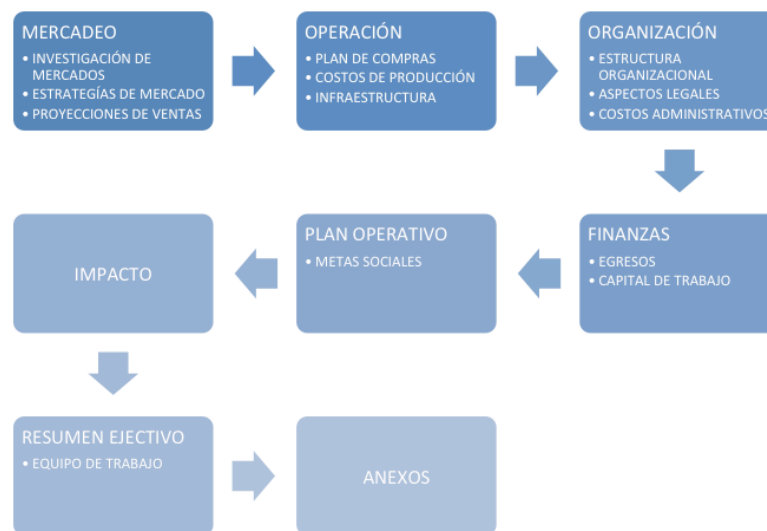 MERCADEO
• INVESTIGACIÓN DE
MERCADOS
• ESTRATEGÍAS DE MERCADO
• PROYECCIONES DE VENTAS
OPERACIÓN
• PLAN DE COMPRAS
• COSTOS DE PRODUCCIÓN
• INFRAESTRUCTURA
ORGANIZACIÓN
• ESTRUCTURA
ORGANIZACIONAL
• ASPECTOS LEGALES
• COSTOS ADMINISTRATIVOS
FINANZAS
• EGRESOS
• CAPITAL DE TRABAJO
PLAN OPERATIVO
• METAS SOCIALES
IMPACTO
RESUMEN EJECUTIVO
• EQUIPO DE TRABAJO
ANEXOS